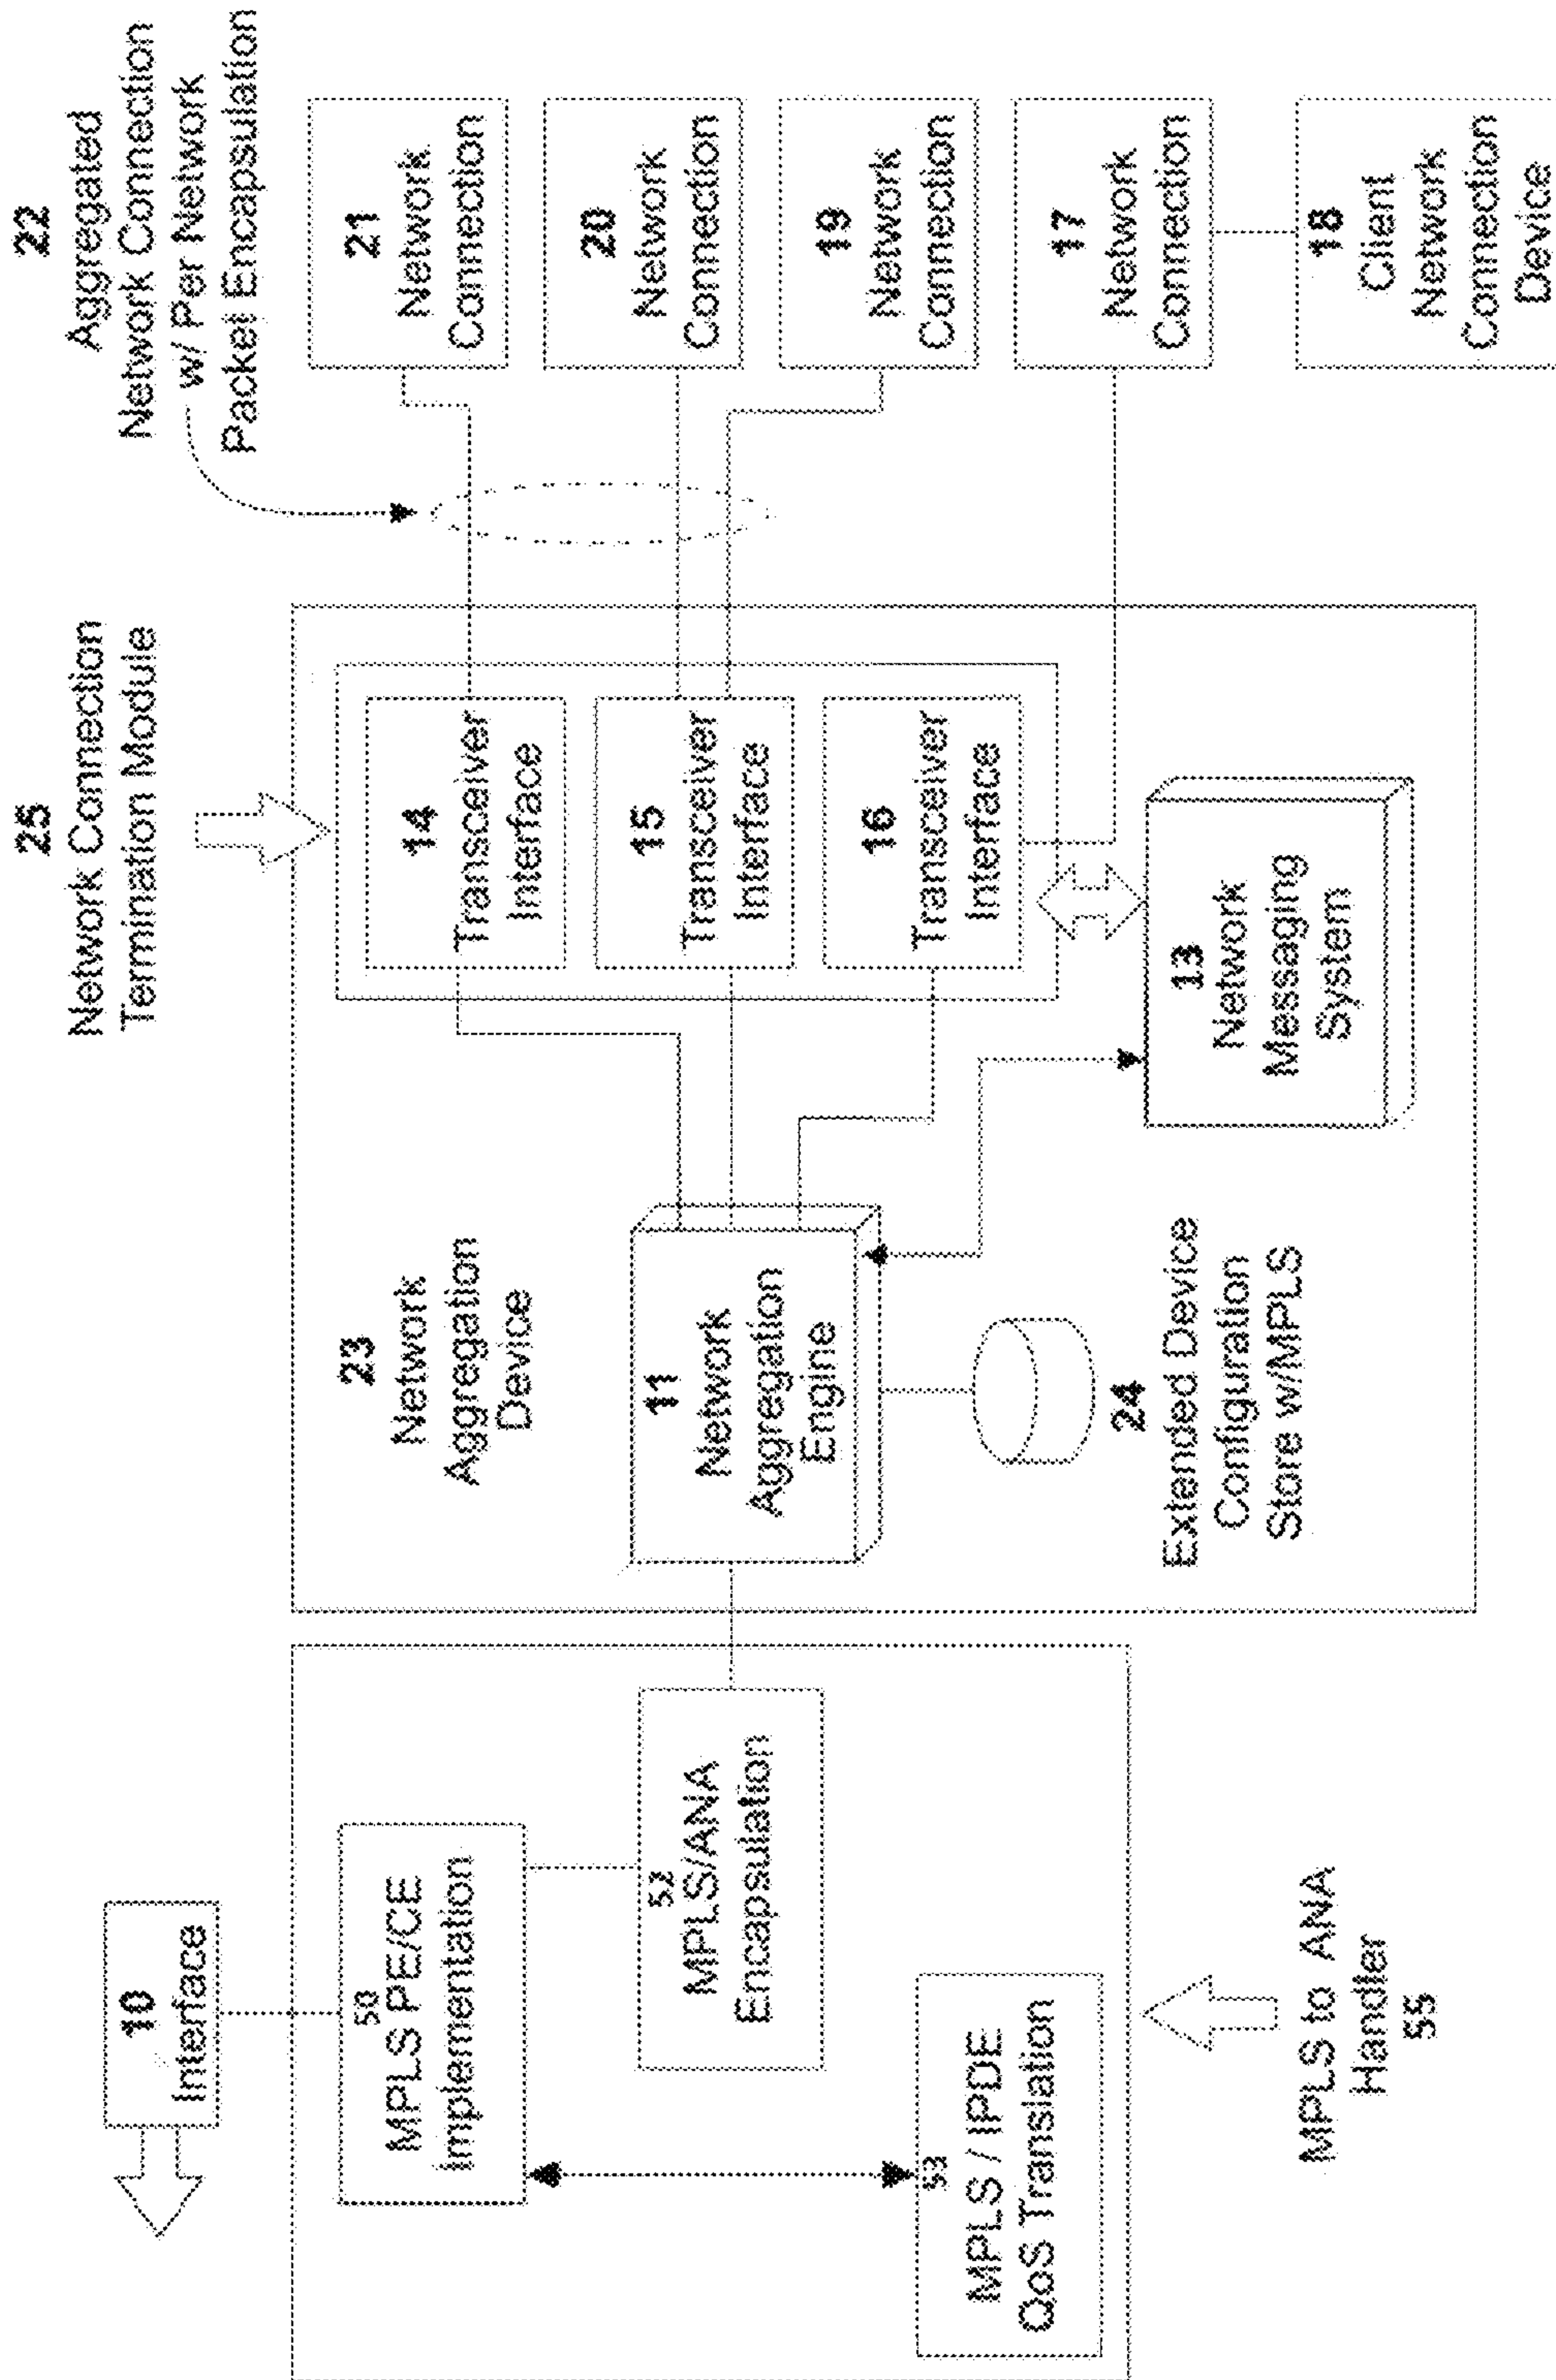 22
Aggregated
Network Connection
w/ Per Network
Packet Encapsulation
25
Network Connection
Termination Module
10
Interface
50
MPLS PE/CE
Implementation
52
MPLS/ANA
Encapsulation
53
MPLS / IPDE
QoS Translation
MPLS to ANA
Handler
55
23
Network
Aggregation
Device
11
Network
Aggregation
Engine
24
Extended Device
Configuration
Store w/MPLS
14
Transceiver
Interface
15
Transceiver
Interface
16
Transceiver
Interface
13
Network
Messaging
System
21
Network
Connection
20
Network
Connection
19
Network
Connection
17
Network
Connection
18
Client
Network
Connection
Device